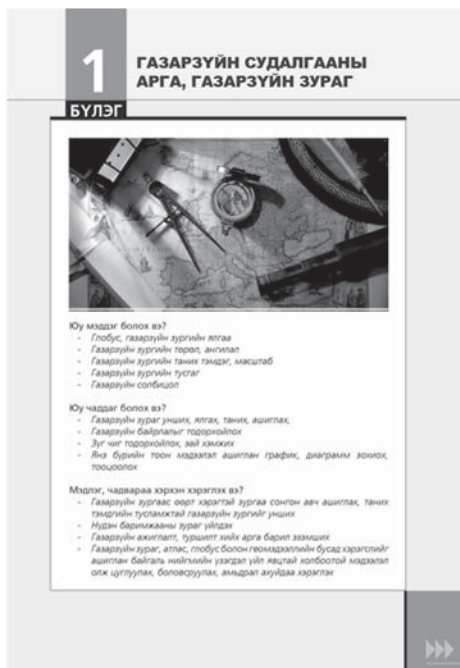 1
ГАЗАРЗҮЙН СУДАЛГААНЫ
АРГА, ГАЗАРЗҮЙН ЗУРАГ
БҮЛЭГ
Юу мэддэг болох вэ?
- Глобус, газарзүйн зургийн ялгаа
- Газарзүйн зургийн төрөл, ангилал
- Газарзүйн зургийн таних тэмдэг, масштаб
- Газарзүйн зургийн тусгаг
- Газарзүйн солбицол
Юу чаддаг болох вэ?
- Газарзүйн зураг унших, ялгах, таних, ашиглах,
- Газарзүйн байрлалыг тодорхойлох
- Зүг чиг тодорхойлох, зай хэмжих
- Янз бүрийн тоон мэдээлэл ашиглан график, диаграмм зохиох,
тооцоолох
Мэдлэг, чадвараа хэрхэн хэрэглэх вэ?
- Газарзүйн зургаас өөрт хэрэгтэй зургаа сонгон авч ашиглах, таних
тэмдгийн тусламжтай газарзүйн зургийг унших
- Нүдэн баримжааны зураг үйлдэх
- Газарзүйн ажиглалт, туршилт хийх арга барил эзэмших
- Газарзүйн зураг, атлас, глобус болон геомэдээллийн бусад хэрэгслийг
ашиглан байгаль нийгмийн үзэгдэл үйл явцтай холбоотой мэдээлэл
олж цуглуулах, боловсруулах, амьдрал ахуйдаа хэрэглэх